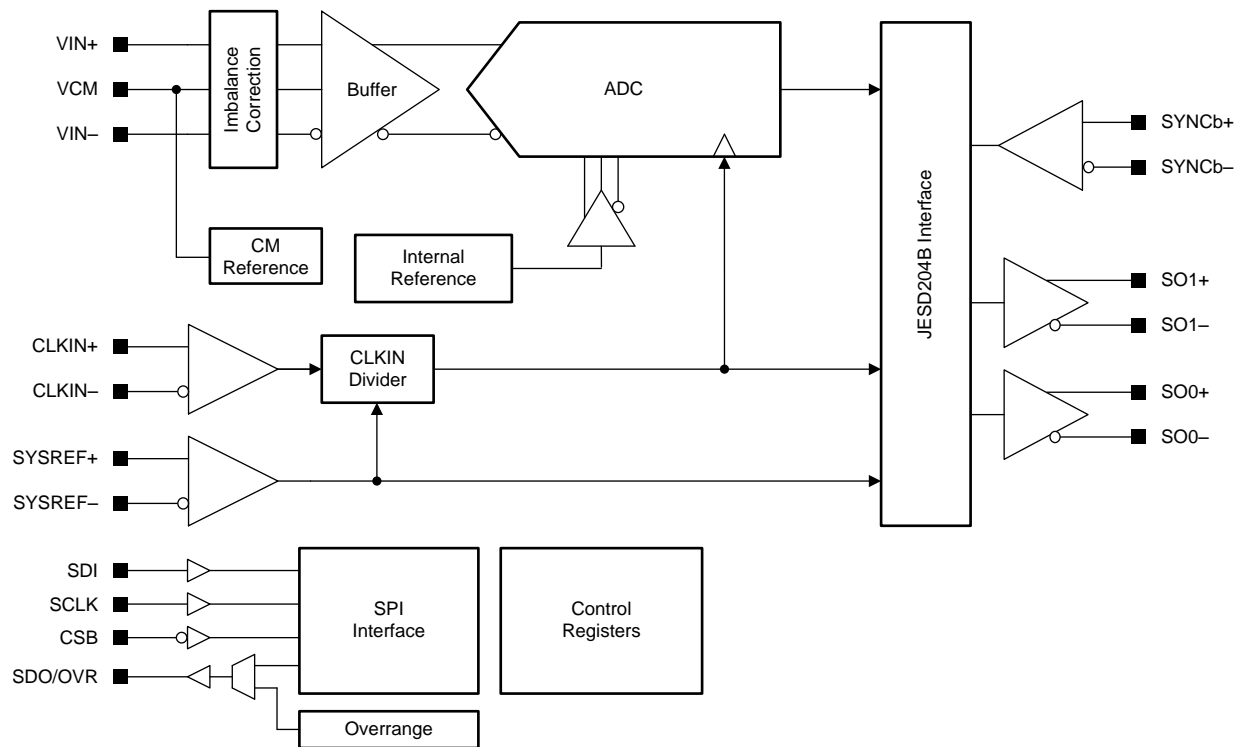 VIN+
VCM
VIN–
Imbalance
Correction
Buffer
ADC
CM
Reference
Internal
Reference
JESD204B Interface
SYNCb+
SYNCb–
SO1+
SO1–
SO0+
SO0–
CLKIN+
CLKIN–
CLKIN
Divider
SYSREF+
SYSREF–
SDI
SCLK
CSB
SDO/OVR
SPI
Interface
Control
Registers
Overrange